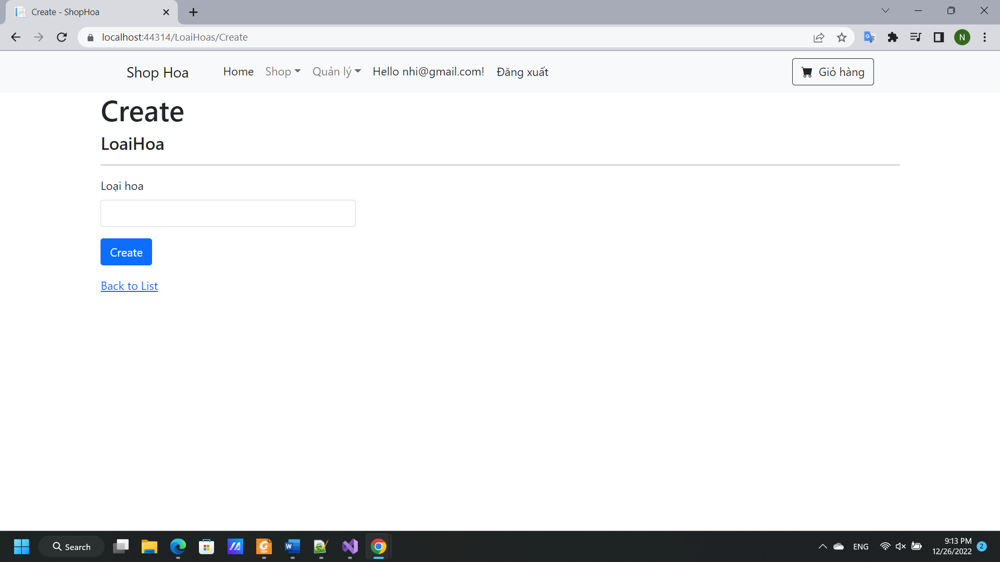 Create - ShopHoa
localhost:44314/LoaiHoas/Create
N
Shop Hoa Home Shop Quản lý Hello nhi@gmail.com! Đăng xuất Giỏ hàng
Create
LoaiHoa
Loại hoa
Create
Back to List
Search
ENG
9:13 PM
12/26/2022
2